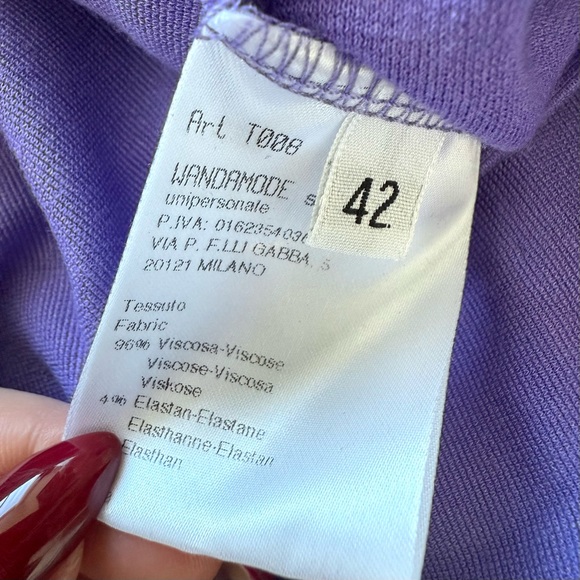 Art T008
WANDAMODE
42
unipersonale
P.IVA: 016235403
VIA P. F.LLI GABBA, 5
20121 MILANO
Tessuto
Fabric
96% Viscosa-Viscose
Viscose-Viscosa
Viskose
4% Elastan-Elastane
Elasthanne-Elastan
Elasthan